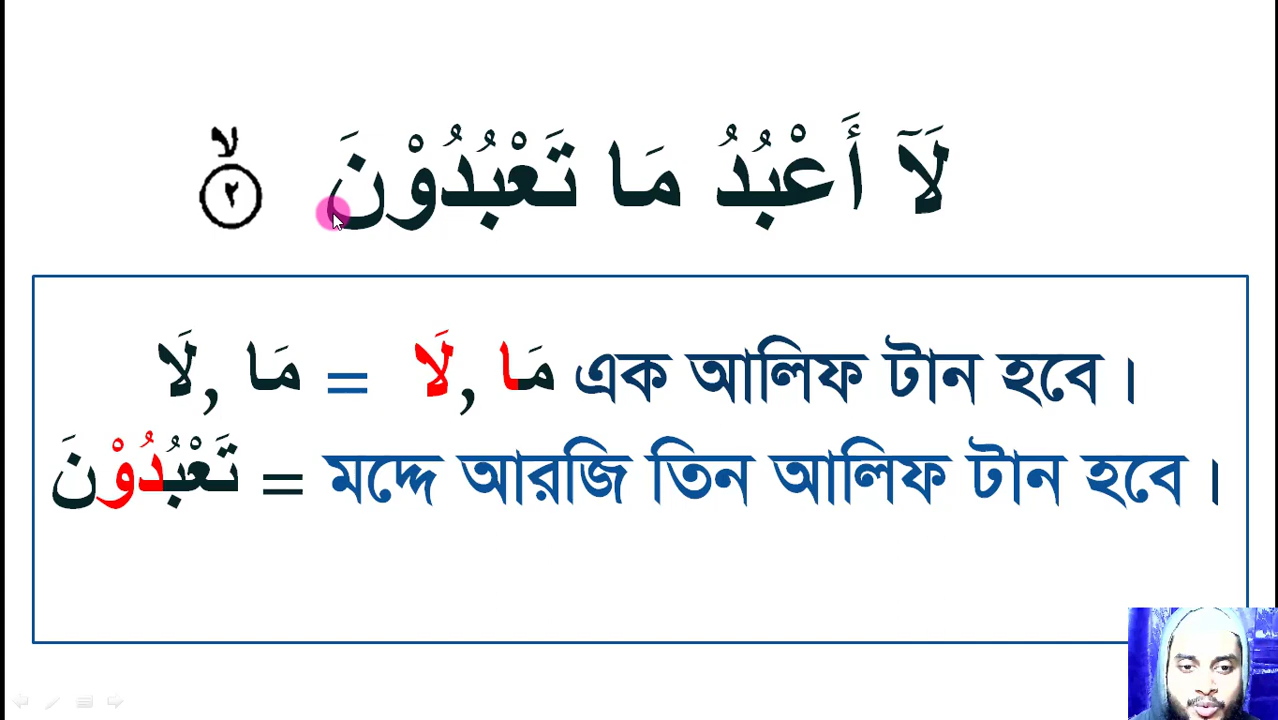 لَآ أَعْبُدُ مَا تَعْبُدُوْنَ ۙ﴿٢﴾
لَا , مَا = لَا , مَا এক আলিফ টান হবে।
تَعْبُدُوْنَ = মদ্দে আরজি তিন আলিফ টান হবে।